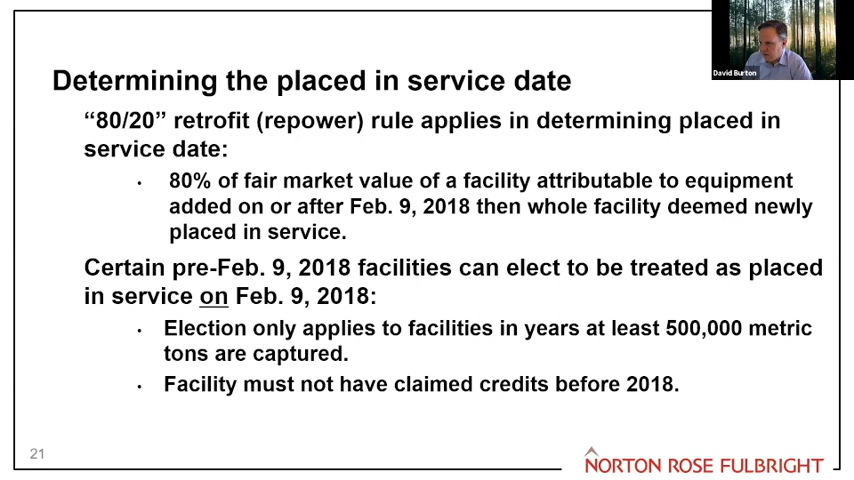 David Burton
Determining the placed in service date
“80/20” retrofit (repower) rule applies in determining placed in
service date:
• 80% of fair market value of a facility attributable to equipment
added on or after Feb. 9, 2018 then whole facility deemed newly
placed in service.
Certain pre-Feb. 9, 2018 facilities can elect to be treated as placed
in service on Feb. 9, 2018:
• Election only applies to facilities in years at least 500,000 metric
tons are captured.
• Facility must not have claimed credits before 2018.
21
NORTON ROSE FULBRIGHT